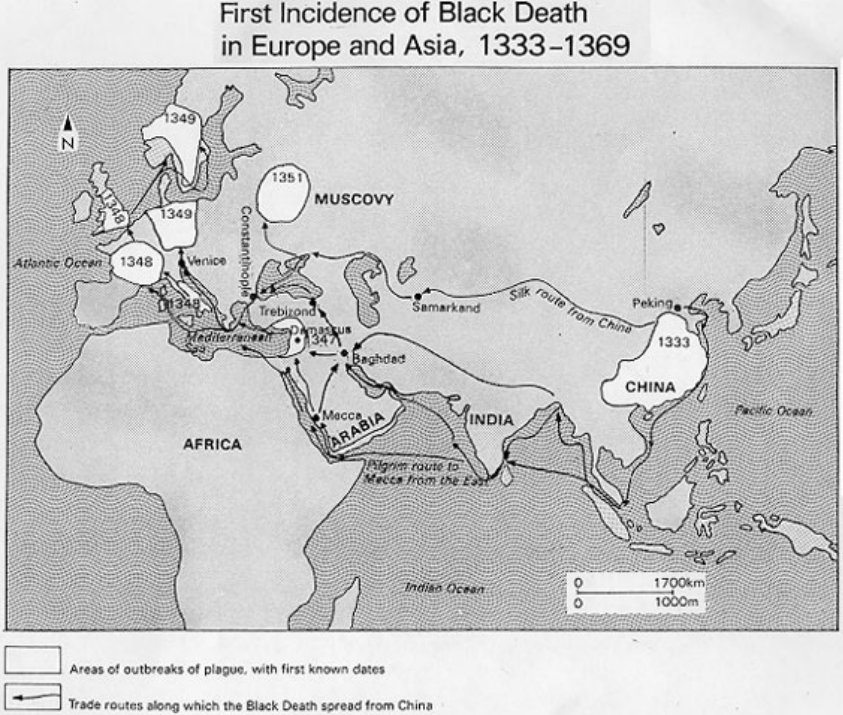 First Incidence of Black Death
in Europe and Asia, 1333–1369
N
1349
1351
MUSCOVY
1348
1349
Constantinople
Atlantic Ocean
1348
Venice
1348
Trebizond
Samarkand
Silk route from China
Peking
Mediterranean
Sea
Damascus
1347
Baghdad
1333
CHINA
Mecca
ARABIA
INDIA
Pacific Ocean
AFRICA
Pilgrim route to
Mecca from the East
Indian Ocean
0 1700km
0 1000m
Areas of outbreaks of plague, with first known dates
Trade routes along which the Black Death spread from China